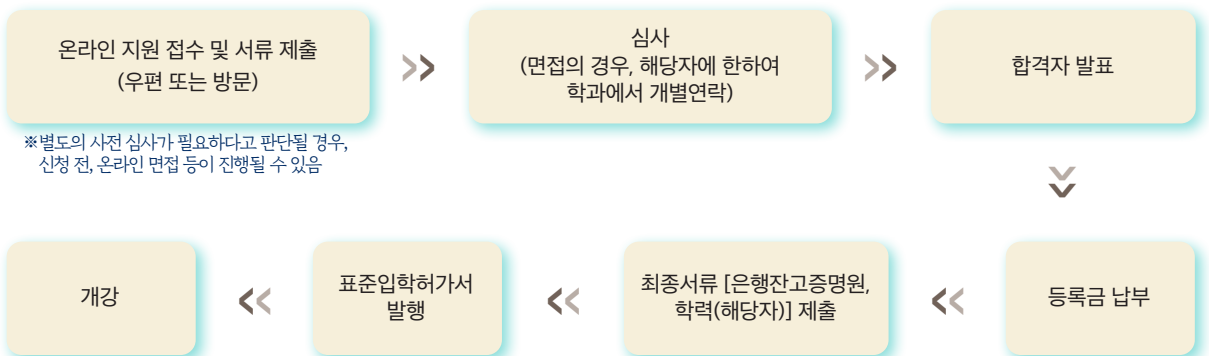 온라인 지원 접수 및 서류 제출
(우편 또는 방문)
심사
(면접의 경우, 해당자에 한하여
학과에서 개별연락)
합격자 발표
※별도의 사전 심사가 필요하다고 판단될 경우,
신청 전, 온라인 면접 등이 진행될 수 있음
등록금 납부
최종서류 [은행잔고증명원,
학력(해당자)] 제출
표준입학허가서
발행
개강